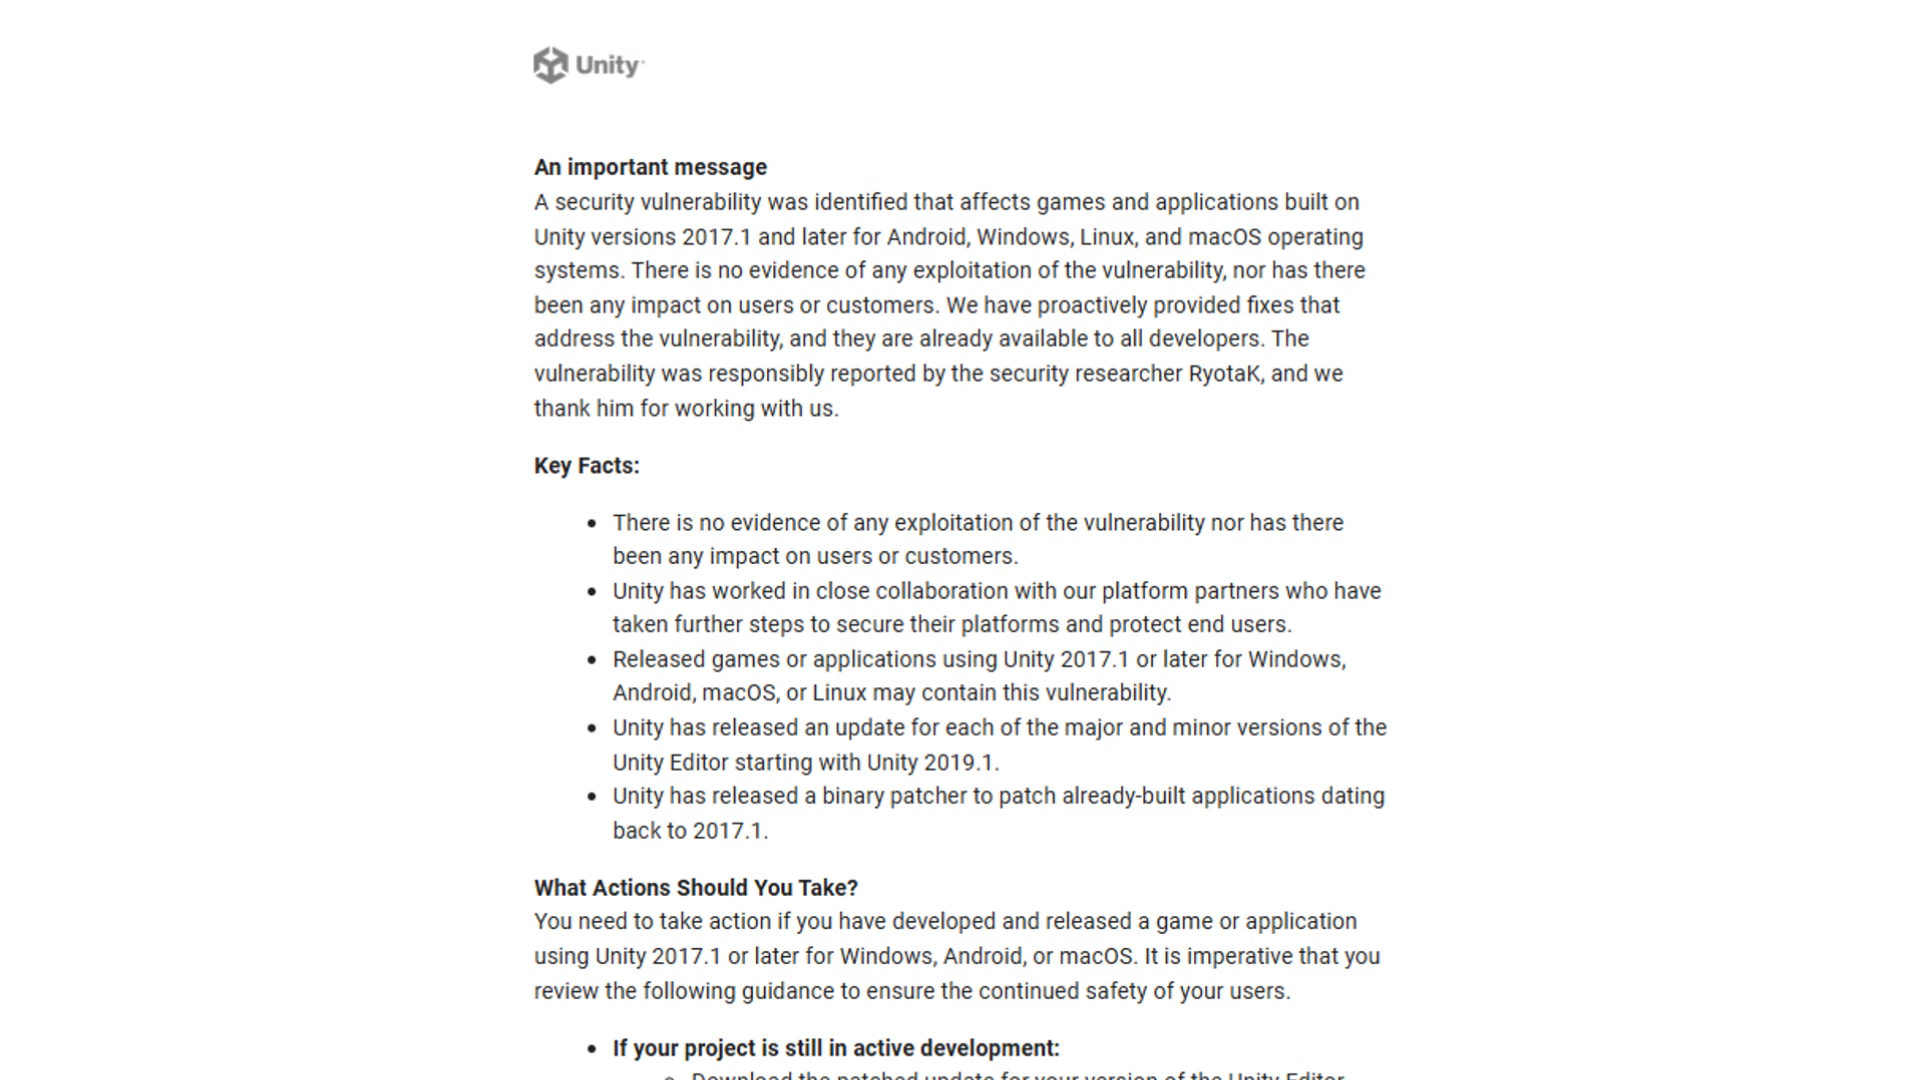 Unity
An important message
A security vulnerability was identified that affects games and applications built on
Unity versions 2017.1 and later for Android, Windows, Linux, and macOS operating
systems. There is no evidence of any exploitation of the vulnerability, nor has there
been any impact on users or customers. We have proactively provided fixes that
address the vulnerability, and they are already available to all developers. The
vulnerability was responsibly reported by the security researcher RyotaK, and we
thank him for working with us.
Key Facts:
• There is no evidence of any exploitation of the vulnerability nor has there
been any impact on users or customers.
• Unity has worked in close collaboration with our platform partners who have
taken further steps to secure their platforms and protect end users.
• Released games or applications using Unity 2017.1 or later for Windows,
Android, macOS, or Linux may contain this vulnerability.
• Unity has released an update for each of the major and minor versions of the
Unity Editor starting with Unity 2019.1.
• Unity has released a binary patcher to patch already-built applications dating
back to 2017.1.
What Actions Should You Take?
You need to take action if you have developed and released a game or application
using Unity 2017.1 or later for Windows, Android, or macOS. It is imperative that you
review the following guidance to ensure the continued safety of your users.
• If your project is still in active development:
○ Download the patched update for your version of the Unity Editor